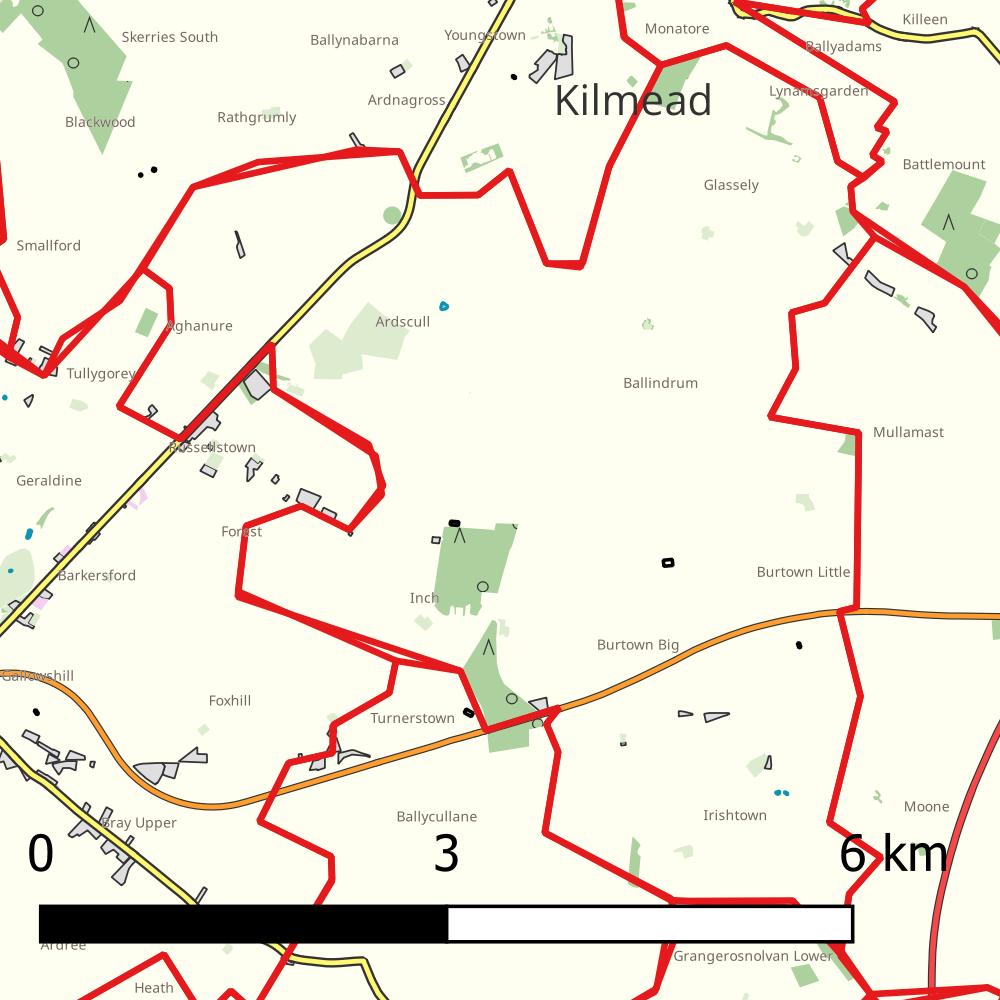 Killeen
Skerries South
Ballynabarna
Youngstown
Monatore
Ballyadams
Lynamsgarden
Ardnagross
Kilmead
Blackwood
Rathgrumly
Battlemount
Glassely
Smallford
Aghanure
Ardscull
Tullygorey
Ballindrum
Mullamast
Russellstown
Geraldine
Forest
Barkersford
Burtown Little
Inch
Burtown Big
Gallowshill
Foxhill
Turnerstown
Bray Upper
Ballycullane
Irishtown
Moone
0 3 6 km
Ardree
Grangerosnolvan Lower
Heath